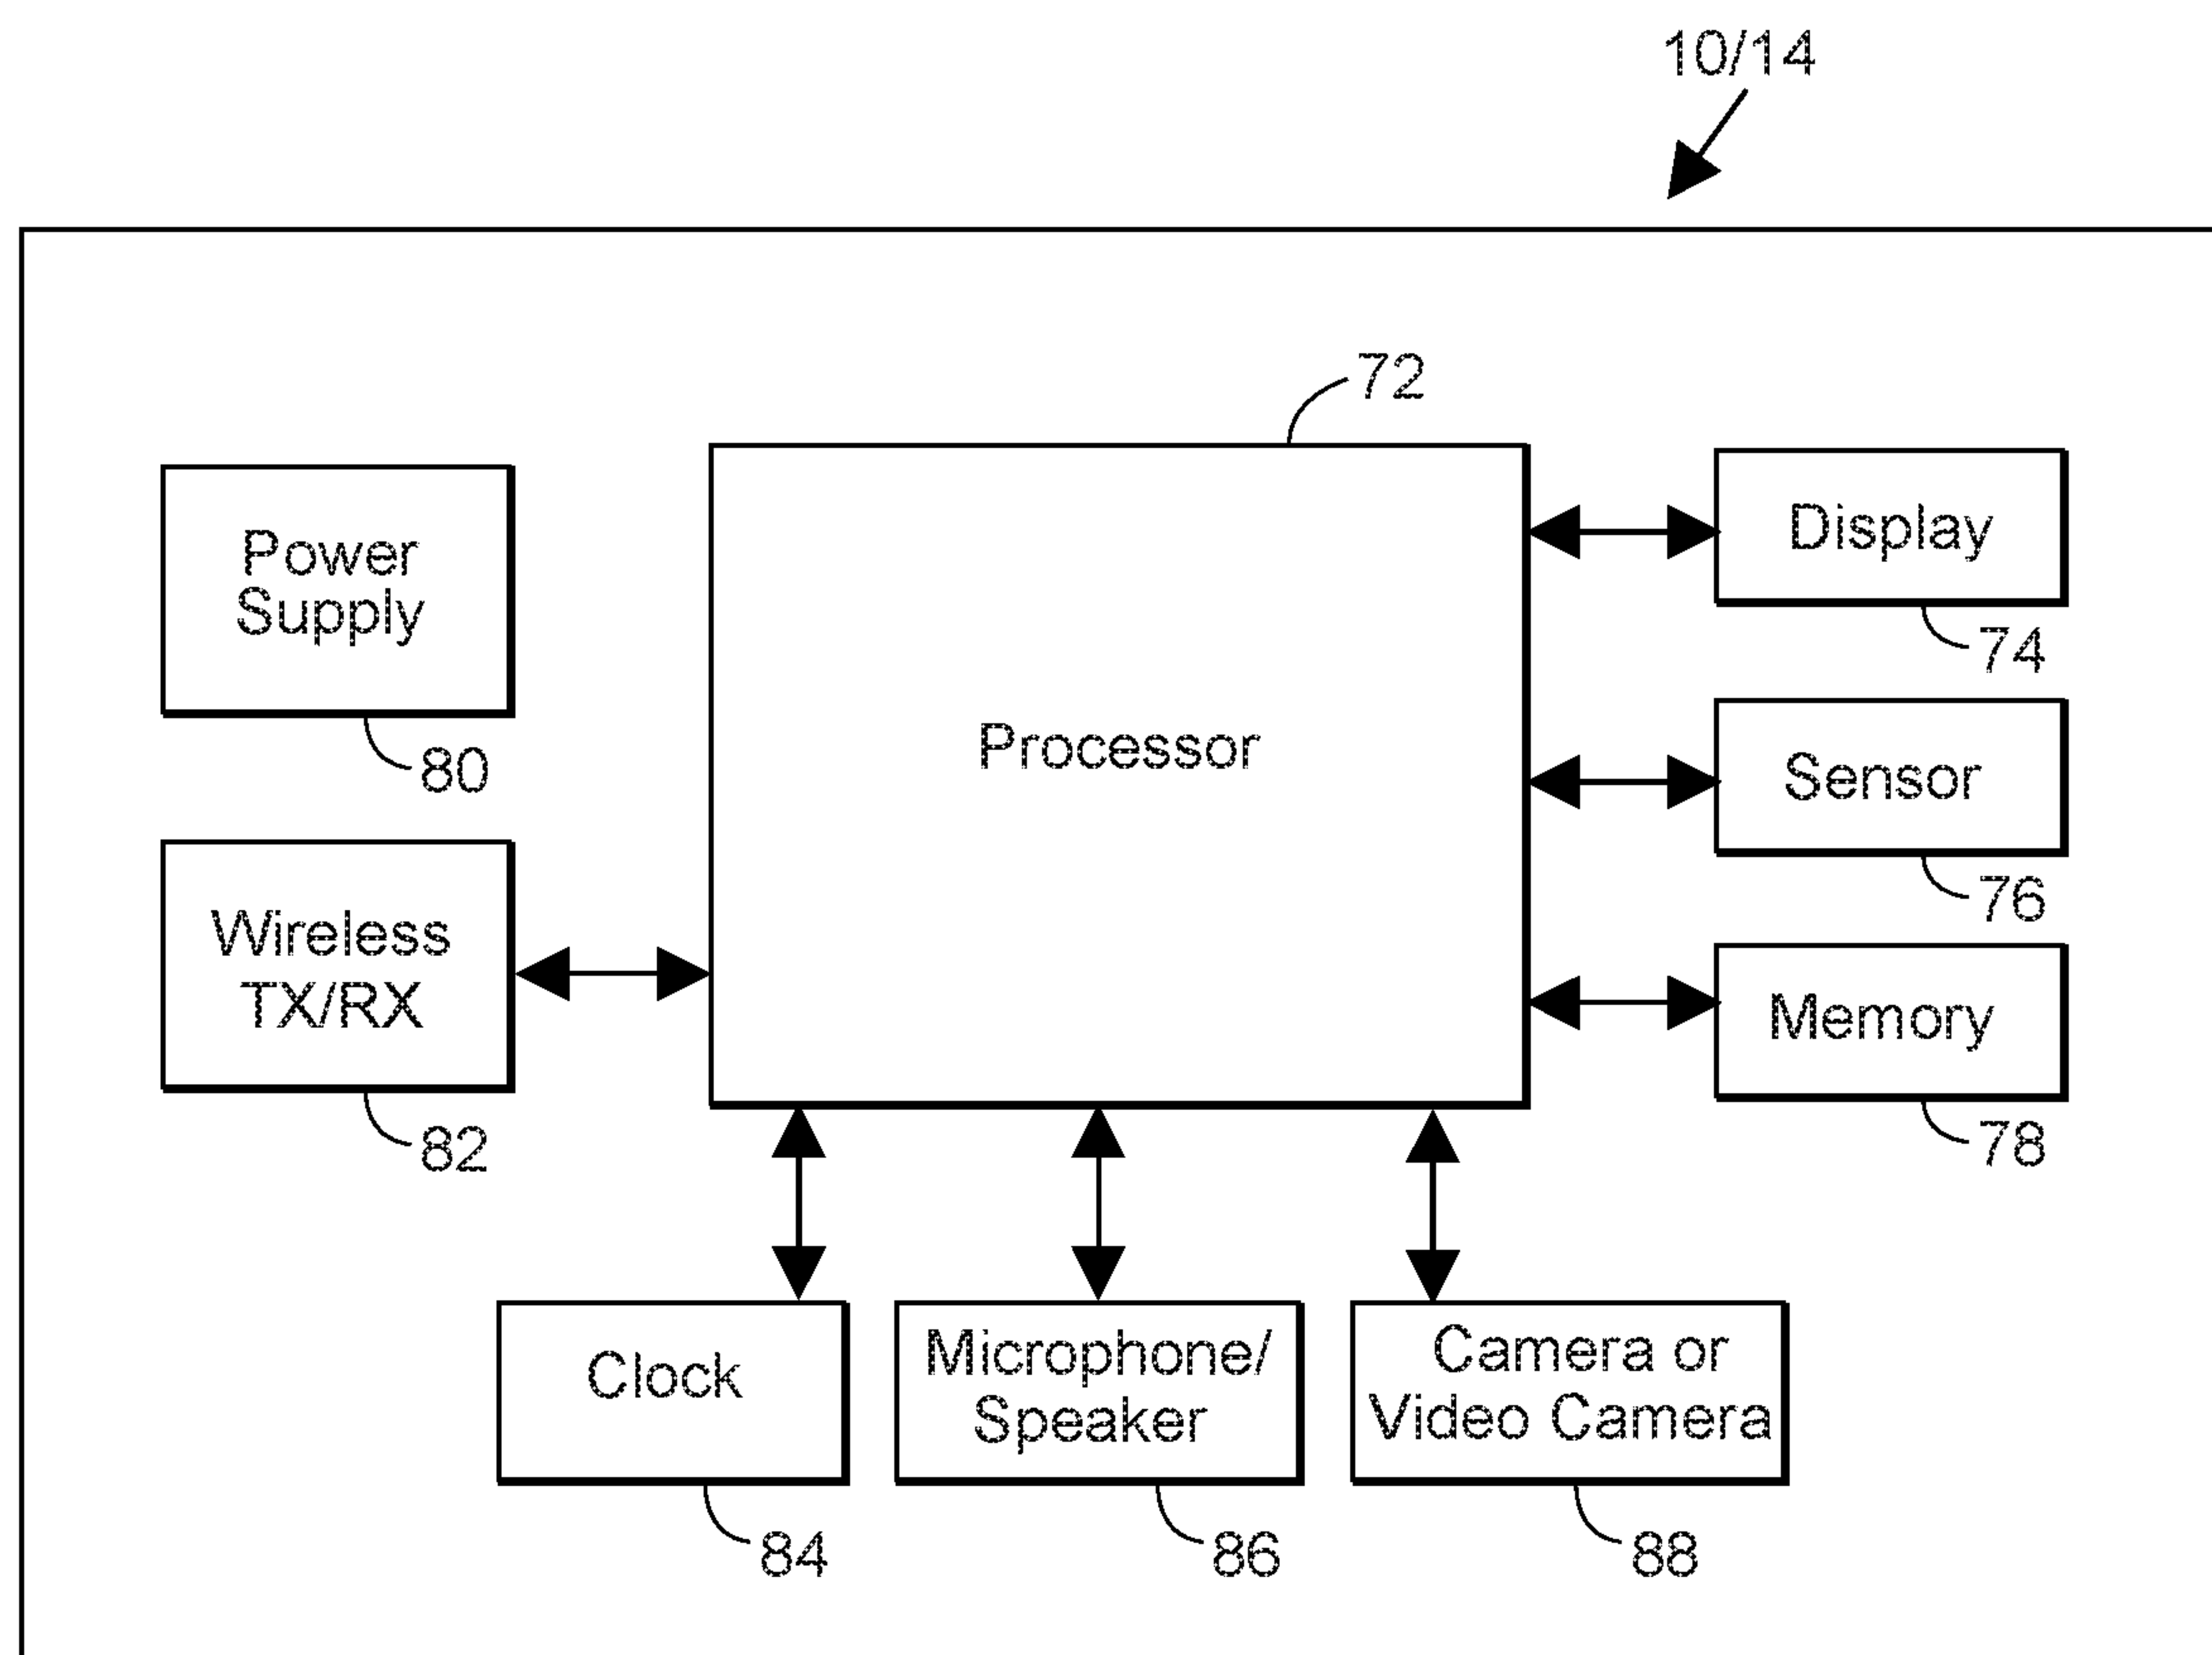 10/14
72
Power
Supply
80
Processor
Display
74
Sensor
76
Wireless
TX/RX
82
Memory
78
Clock
84
Microphone/
Speaker
86
Camera or
Video Camera
88